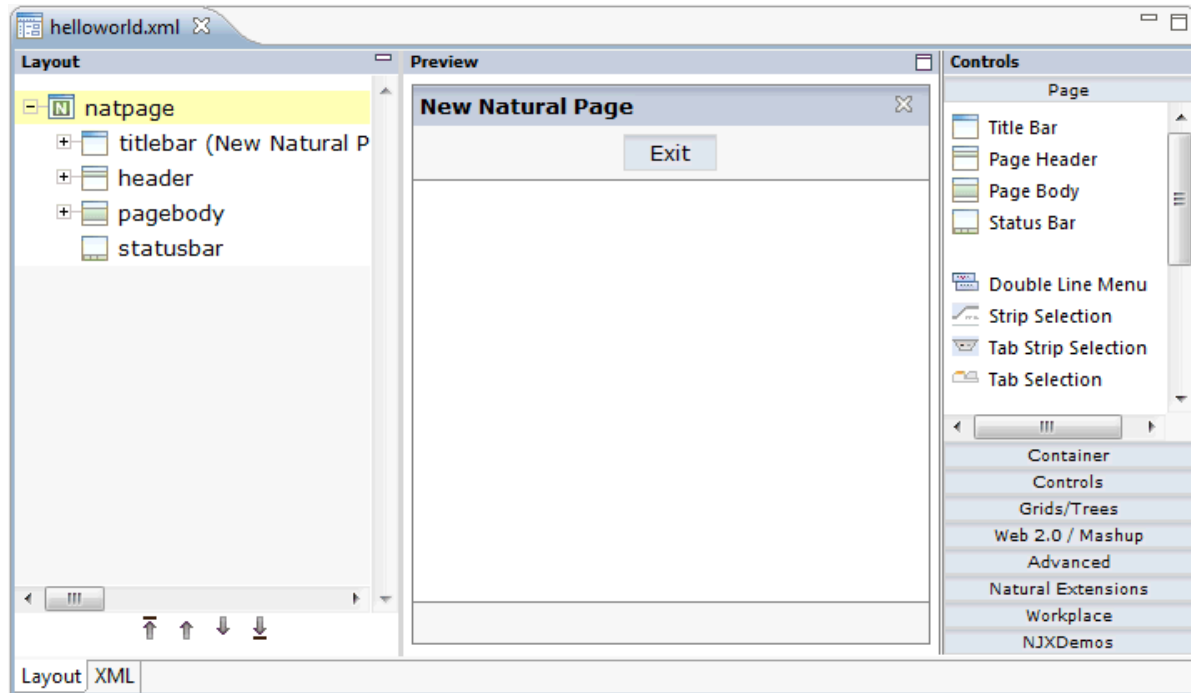 helloworld.xml
Layout
natpage
titlebar (New Natural P
header
pagebody
statusbar
Preview
New Natural Page
Exit
Controls
Page
Title Bar
Page Header
Page Body
Status Bar
Double Line Menu
Strip Selection
Tab Strip Selection
Tab Selection
Container
Controls
Grids/Trees
Web 2.0 / Mashup
Advanced
Natural Extensions
Workplace
NJXDemos
Layout XML